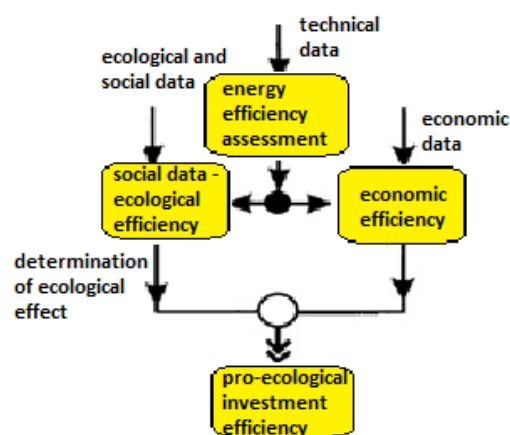 technical
data
ecological and
social data
energy
efficiency
assessment
economic
data
social data -
ecological
efficiency
economic
efficiency
determination
of ecological
effect
pro-ecological
investment
efficiency